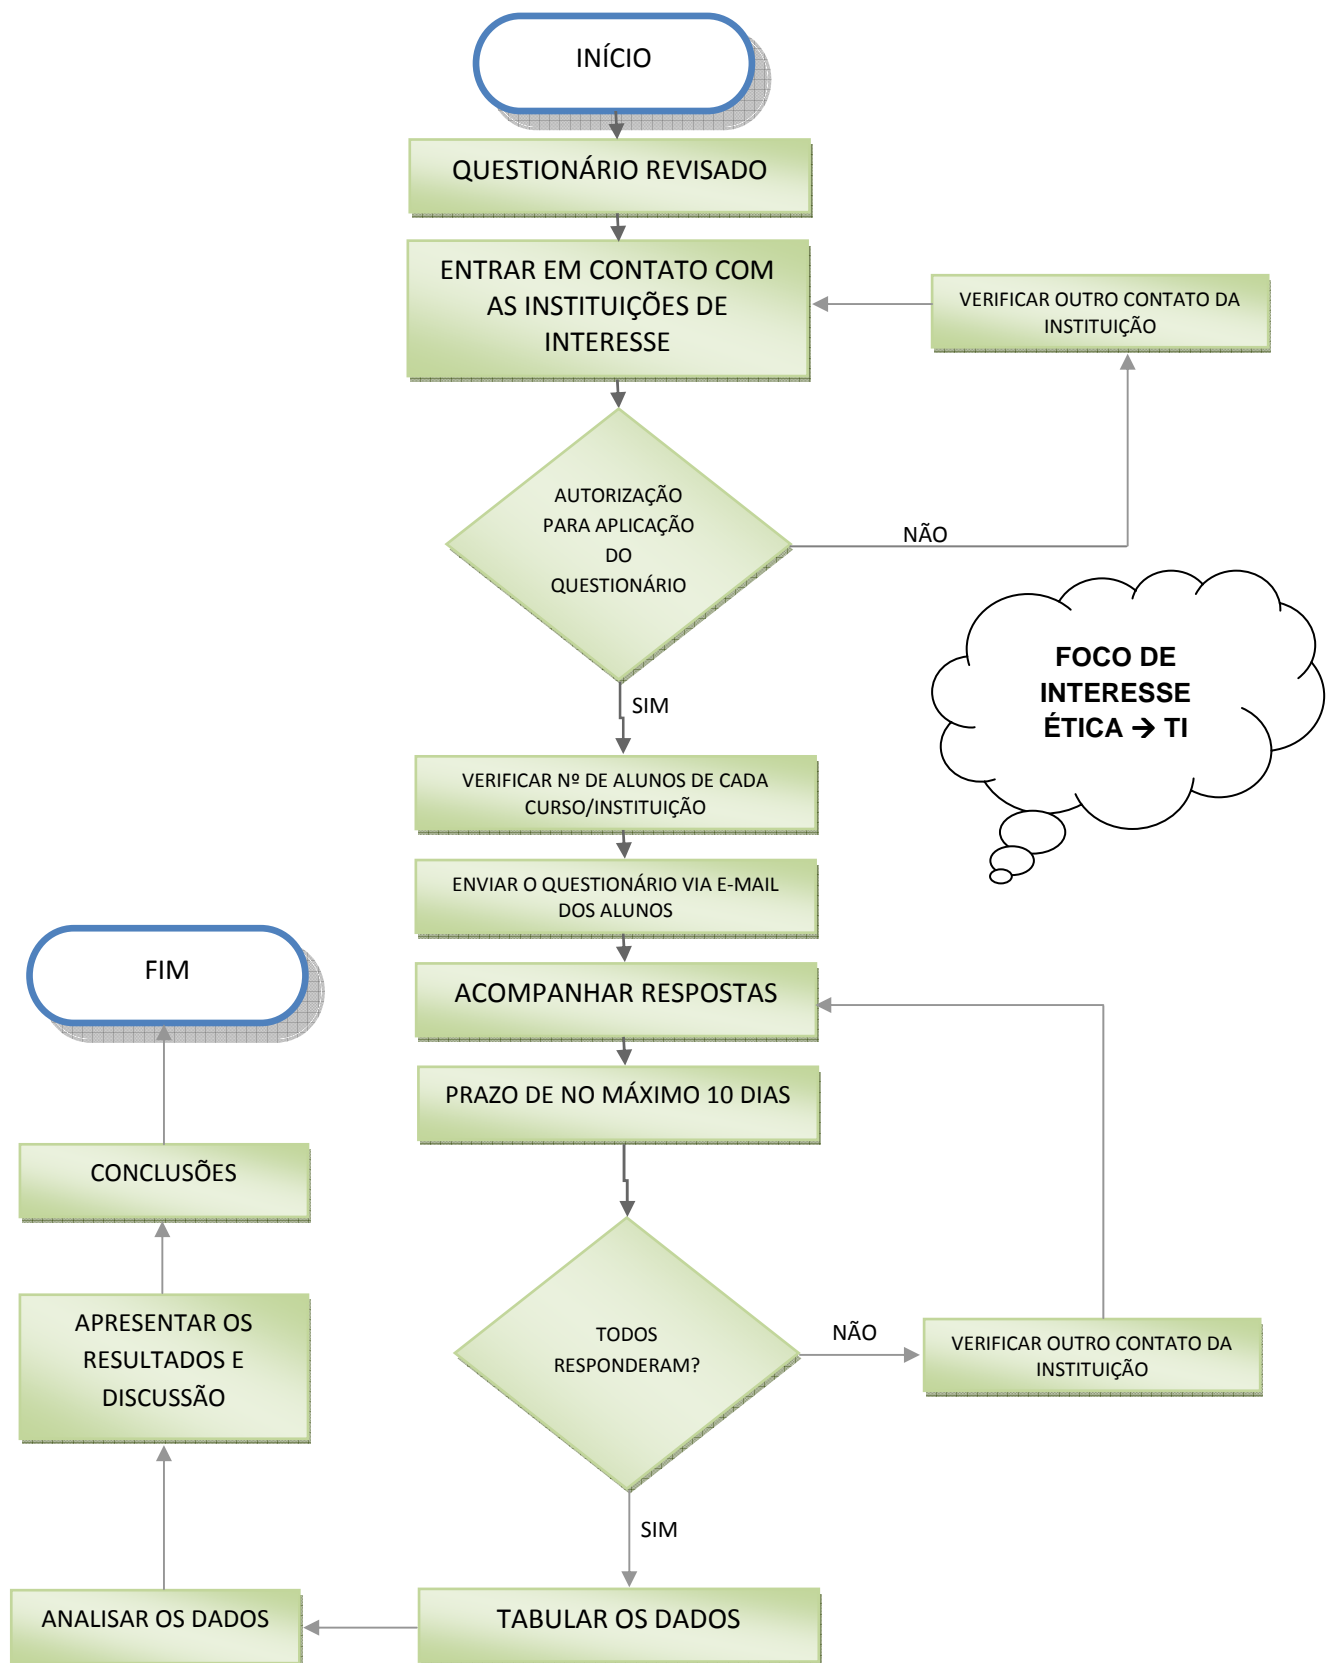 INÍCIO
QUESTIONÁRIO REVISADO
ENTRAR EM CONTATO COM
AS INSTITUIÇÕES DE
INTERESSE
VERIFICAR OUTRO CONTATO DA
INSTITUIÇÃO
AUTORIZAÇÃO
PARA APLICAÇÃO
DO
QUESTIONÁRIO
NÃO
FOCO DE
INTERESSE
ÉTICA → TI
SIM
VERIFICAR Nº DE ALUNOS DE CADA
CURSO/INSTITUIÇÃO
ENVIAR O QUESTIONÁRIO VIA E-MAIL
DOS ALUNOS
ACOMPANHAR RESPOSTAS
PRAZO DE NO MÁXIMO 10 DIAS
TODOS
RESPONDERAM?
NÃO
VERIFICAR OUTRO CONTATO DA
INSTITUIÇÃO
SIM
TABULAR OS DADOS
ANALISAR OS DADOS
APRESENTAR OS
RESULTADOS E
DISCUSSÃO
CONCLUSÕES
FIM